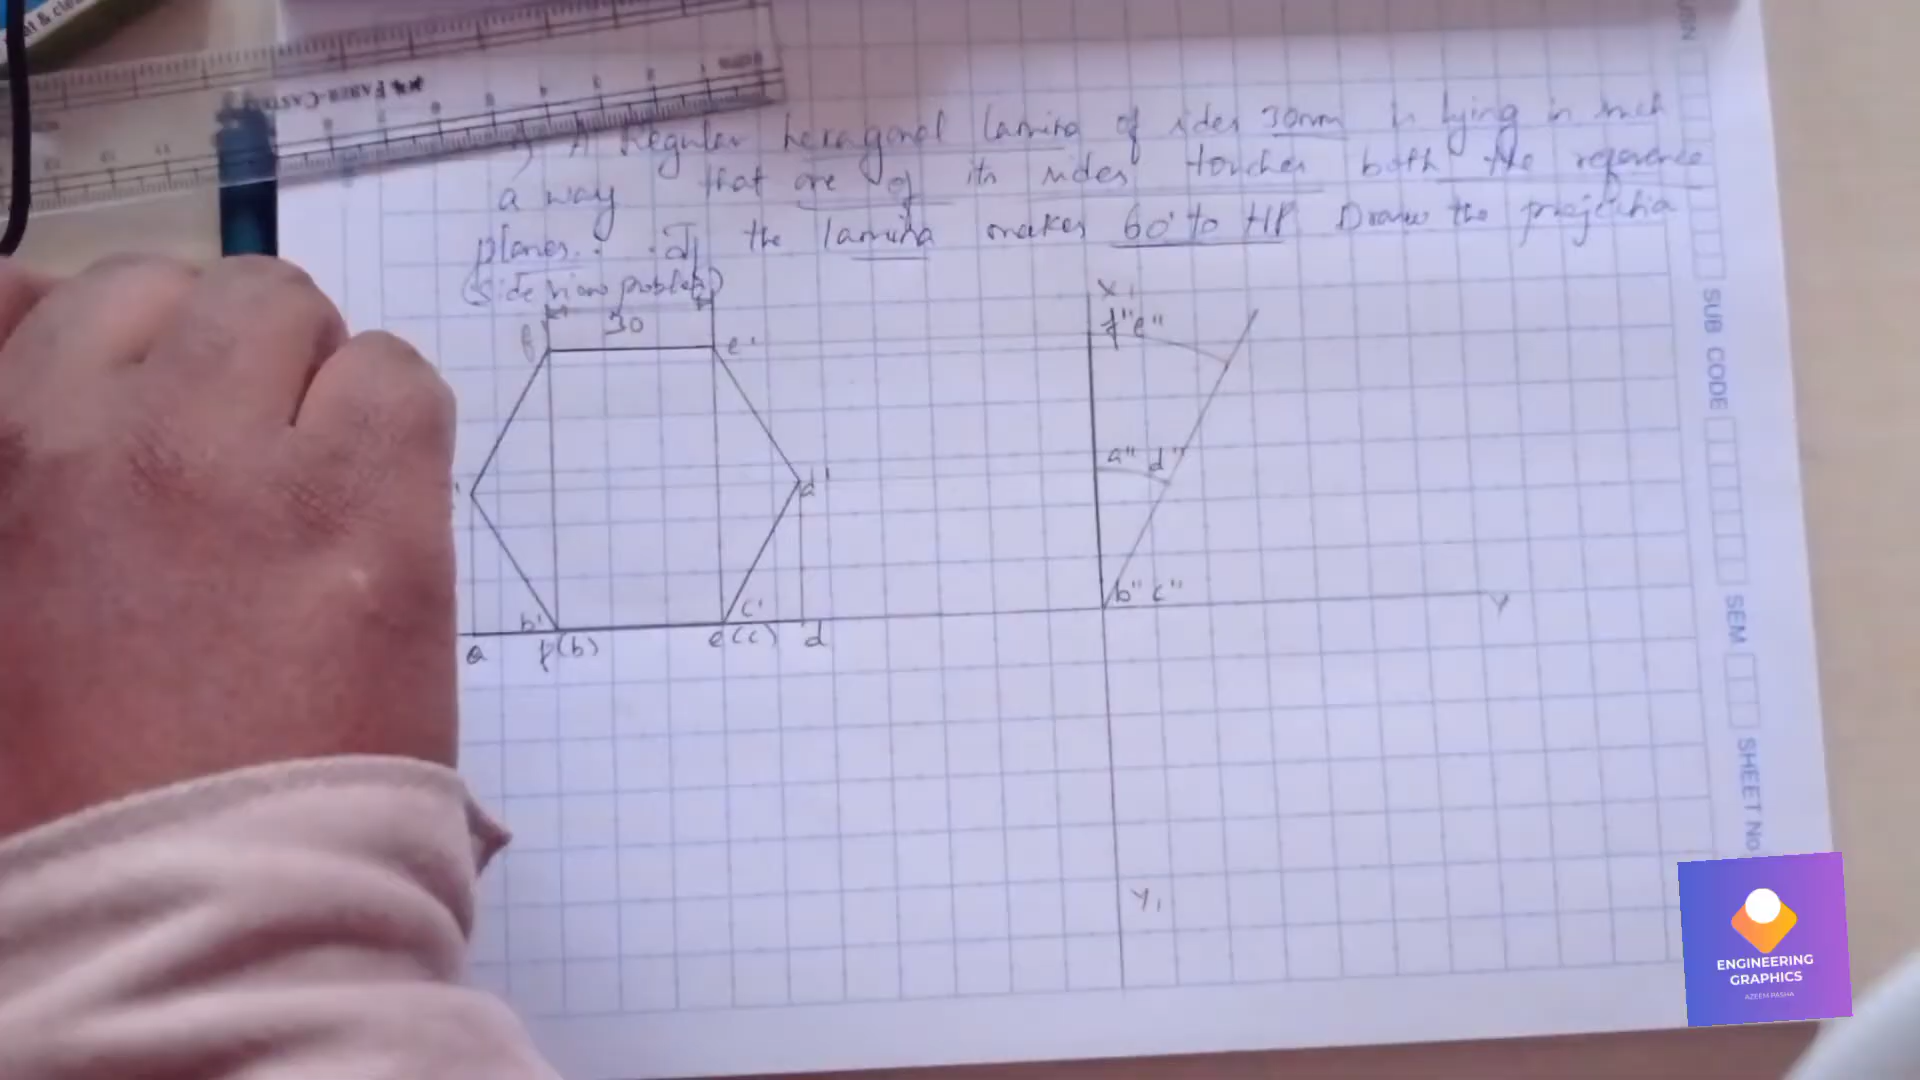 A Regular hexagonal lamina of sides 30mm is lying in such
a way that one of its sides touches both the reference
planes. If the lamina makes 60° to HP Draw the projection
(side view problem)
30
f' e'
d'
b' c'
a f(b) e(c) d
X1
f"e"
a" d"
b" c"
Y
Y1
FABER-CASTELL
SUB CODE
SEM
SHEET No
ENGINEERING
GRAPHICS
AZEEM PASHA